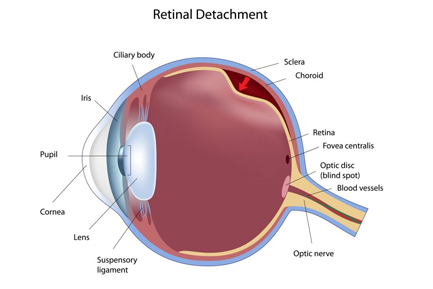 Retinal Detachment
Ciliary body
Sclera
Choroid
Iris
Retina
Fovea centralis
Pupil
Optic disc
(blind spot)
Blood vessels
Cornea
Lens
Optic nerve
Suspensory
ligament